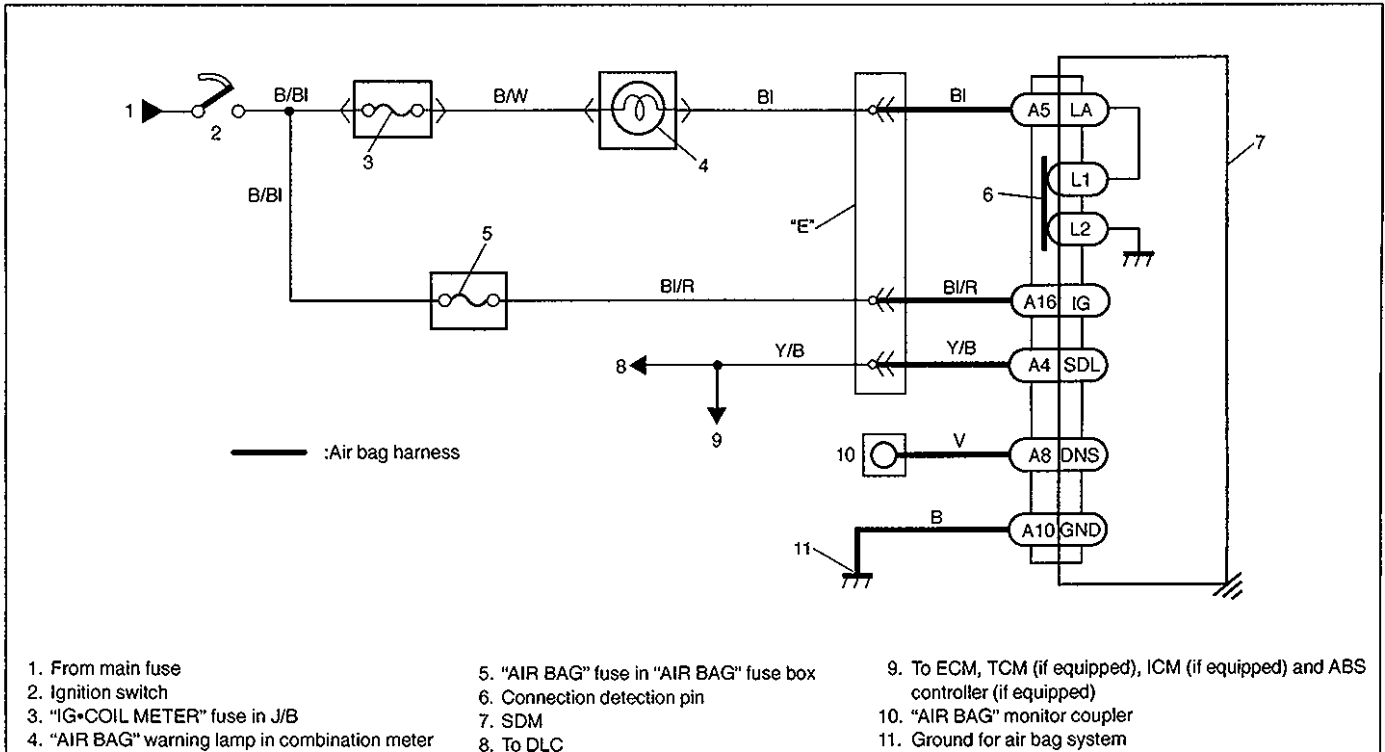 B/Bl
B/W
Bl
Bl
A5 LA
1
2
3
4
7
L1
6
B/Bl
"E"
L2
5
Bl/R
Bl/R
A16 IG
Y/B
Y/B
8
A4 SDL
9
:Air bag harness
10
V
A8 DNS
B
A10 GND
11
1. From main fuse
2. Ignition switch
3. "IG•COIL METER" fuse in J/B
4. "AIR BAG" warning lamp in combination meter
5. "AIR BAG" fuse in "AIR BAG" fuse box
6. Connection detection pin
7. SDM
8. To DLC
9. To ECM, TCM (if equipped), ICM (if equipped) and ABS
controller (if equipped)
10. "AIR BAG" monitor coupler
11. Ground for air bag system